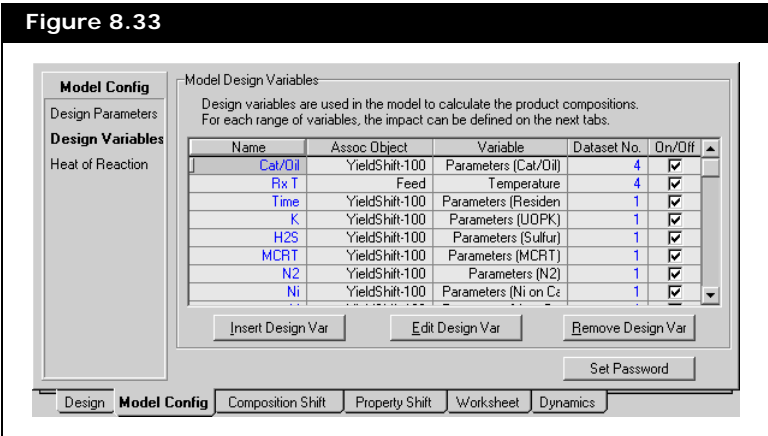 Figure 8.33
Model Config
Design Parameters
Design Variables
Heat of Reaction
Model Design Variables
Design variables are used in the model to calculate the product compositions.
For each range of variables, the impact can be defined on the next tabs.
Name Assoc Object Variable Dataset No. On/Off
Cat/Oil YieldShift-100 Parameters (Cat/Oil) 4
Rx T Feed Temperature 4
Time YieldShift-100 Parameters (Residen 1
K YieldShift-100 Parameters (UOPK) 1
H2S YieldShift-100 Parameters (Sulfur) 1
MCRT YieldShift-100 Parameters (MCRT) 1
N2 YieldShift-100 Parameters (N2) 1
Ni YieldShift-100 Parameters (Ni on Ca 1
Insert Design Var Edit Design Var Remove Design Var
Set Password
Design Model Config Composition Shift Property Shift Worksheet Dynamics